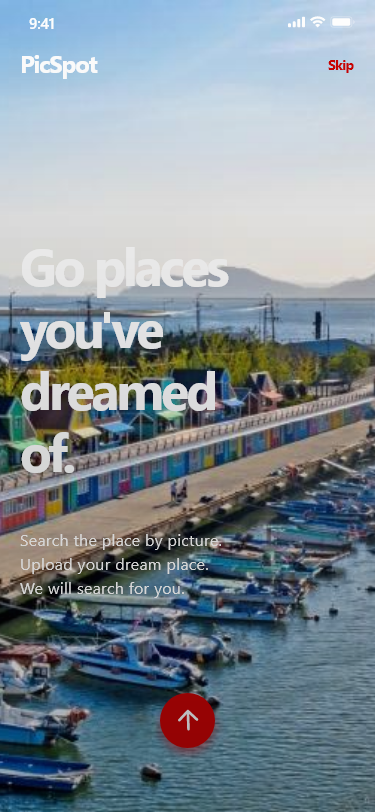 9:41
PicSpot
Skip
Go places
you've
dreamed
of.
Search the place by picture.
Upload your dream place.
We will search for you.